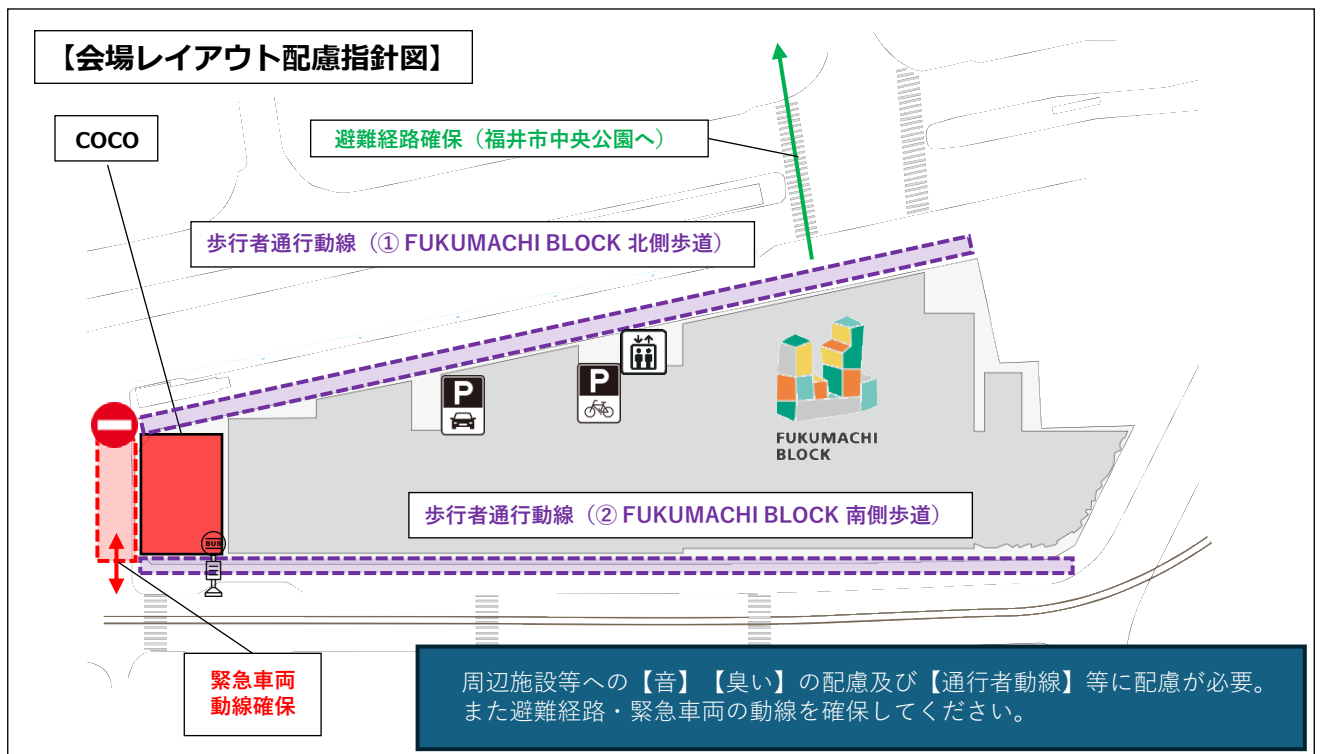 【会場レイアウト配慮指針図】
COCO
避難経路確保（福井市中央公園へ）
歩行者通行動線（① FUKUMACHI BLOCK 北側歩道）
P
P
FUKUMACHI
BLOCK
歩行者通行動線（② FUKUMACHI BLOCK 南側歩道）
BUS
緊急車両
動線確保
周辺施設等への【音】【臭い】の配慮及び【通行者動線】等に配慮が必要。
また避難経路・緊急車両の動線を確保してください。